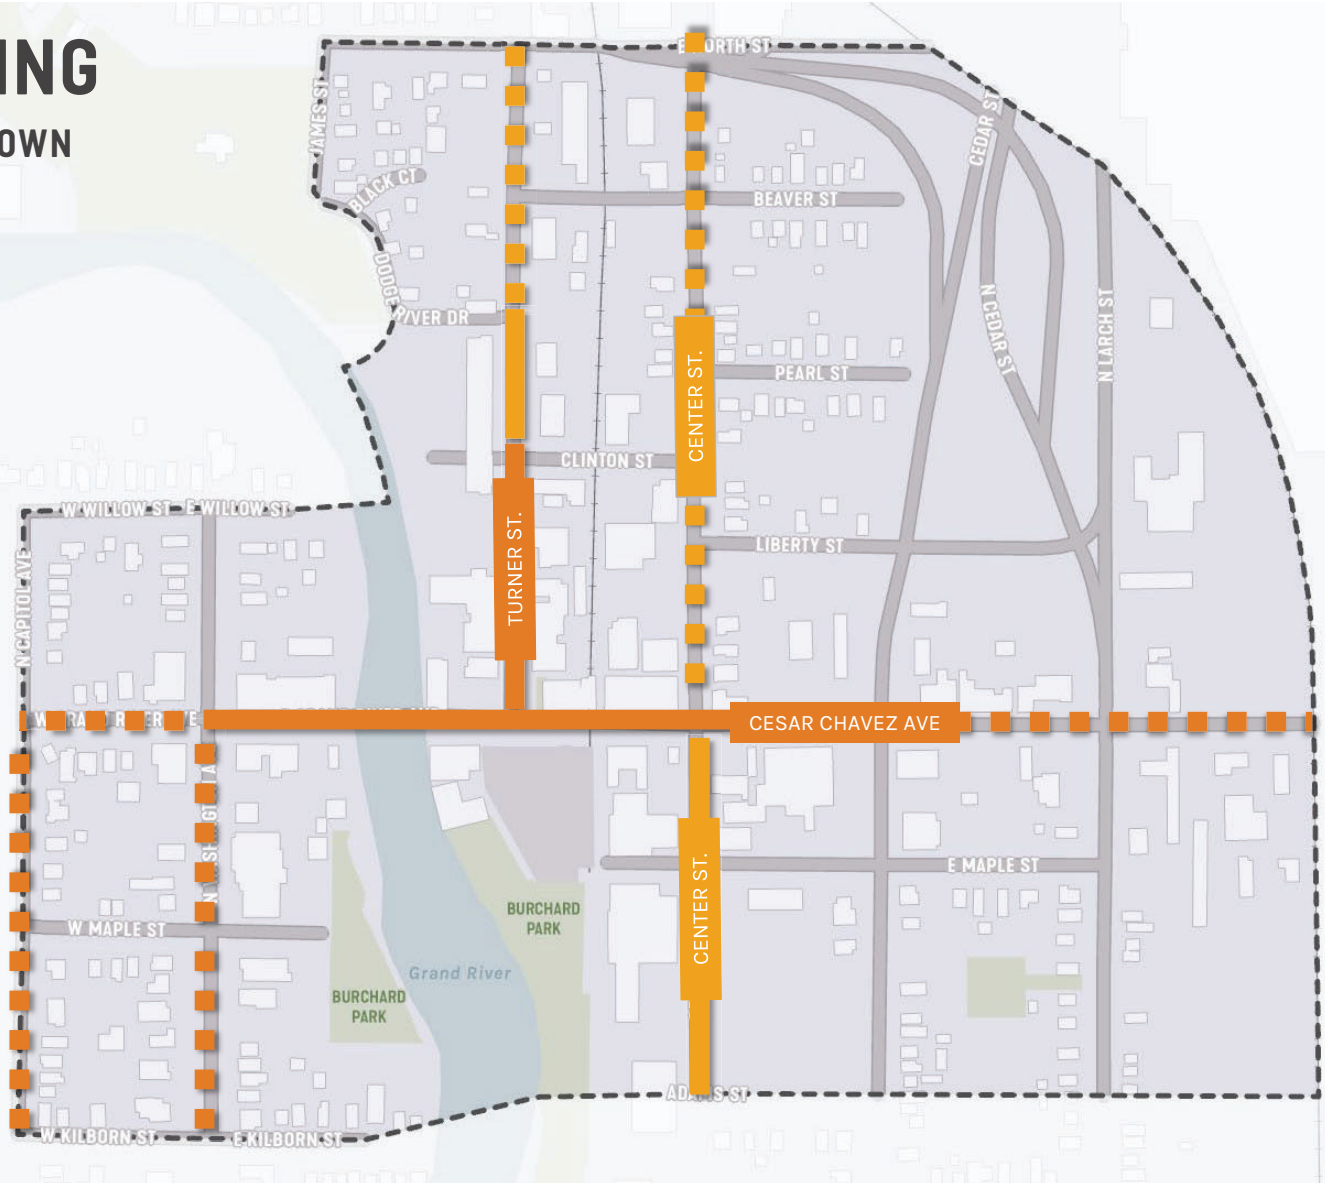 ING
OWN
JAMES ST
BLACK CT
DODGE
RIVER DR
BEAVER ST
CEDAR ST
N CEDAR ST
N LARCH ST
PEARL ST
CENTER ST.
CLINTON ST
TURNER ST.
LIBERTY ST
W WILLOW ST
E WILLOW ST
N CAPITOL AVE
CESAR CHAVEZ AVE
CENTER ST.
E MAPLE ST
W MAPLE ST
BURCHARD
PARK
Grand River
BURCHARD
PARK
W KILBORN ST
E KILBORN ST